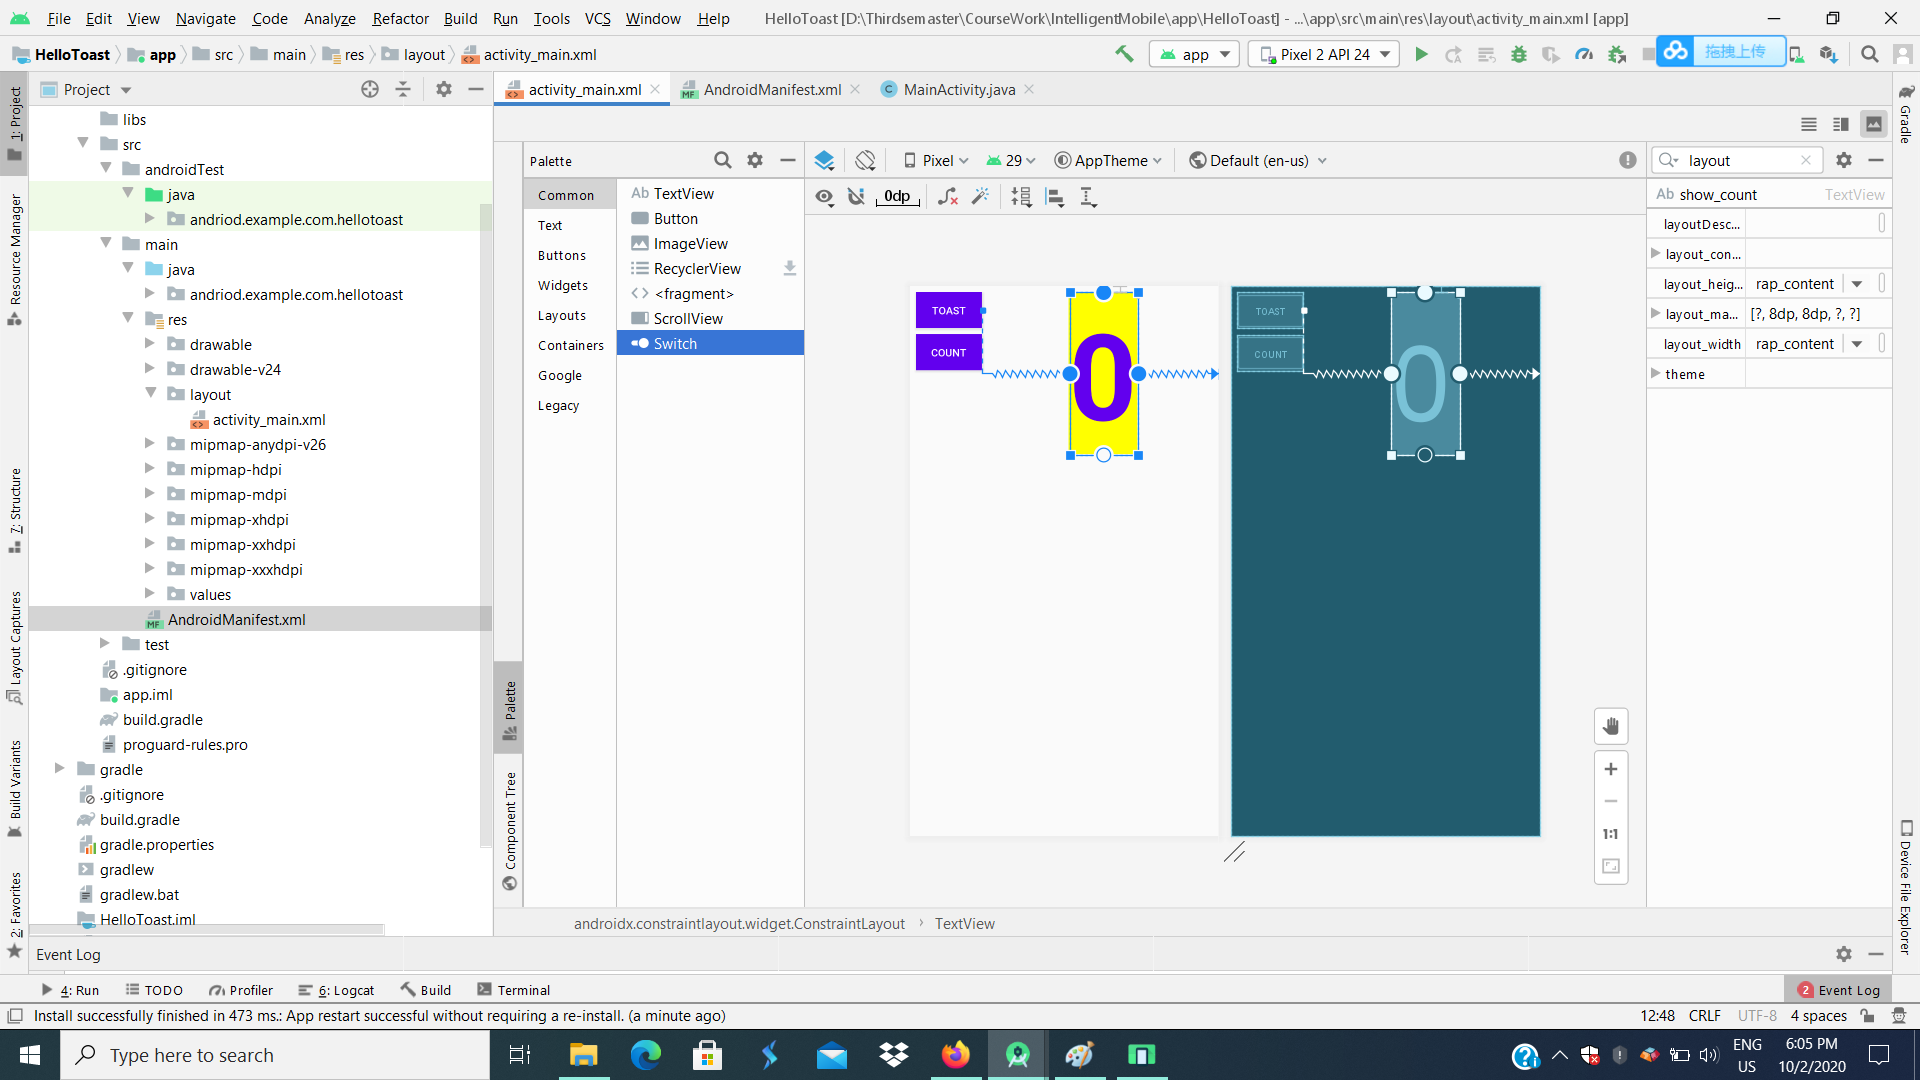 File Edit View Navigate Code Analyze Refactor Build Run Tools VCS Window Help HelloToast [D:\Thirdsemaster\CourseWork\IntelligentMobile\app\HelloToast] - ...\app\src\main\res\layout\activity_main.xml [app]
HelloToast app src main res layout activity_main.xml app Pixel 2 API 24 拖拽上传
Project
activity_main.xml AndroidManifest.xml MainActivity.java
1: Project
Resource Manager
7: Structure
Layout Captures
Build Variants
2: Favorites
libs
src
androidTest
java
andriod.example.com.hellotoast
main
java
andriod.example.com.hellotoast
res
drawable
drawable-v24
layout
activity_main.xml
mipmap-anydpi-v26
mipmap-hdpi
mipmap-mdpi
mipmap-xhdpi
mipmap-xxhdpi
mipmap-xxxhdpi
values
AndroidManifest.xml
test
.gitignore
app.iml
build.gradle
proguard-rules.pro
gradle
.gitignore
build.gradle
gradle.properties
gradlew
gradlew.bat
HelloToast.iml
Palette
Common
Text
Buttons
Widgets
Layouts
Containers
Google
Legacy
Ab TextView
Button
ImageView
RecyclerView
<fragment>
ScrollView
Switch
Palette
Component Tree
Pixel 29 AppTheme Default (en-us)
0dp
TOAST
COUNT
0
TOAST
COUNT
0
1:1
layout
Ab show_count TextView
layoutDesc...
layout_con...
layout_heig... rap_content
layout_ma... [?, 8dp, 8dp, ?, ?]
layout_width rap_content
theme
Gradle
Device File Explorer
androidx.constraintlayout.widget.ConstraintLayout TextView
Event Log
4: Run TODO Profiler 6: Logcat Build Terminal 2 Event Log
Install successfully finished in 473 ms.: App restart successful without requiring a re-install. (a minute ago) 12:48 CRLF UTF-8 4 spaces
Type here to search
ENG
US
6:05 PM
10/2/2020